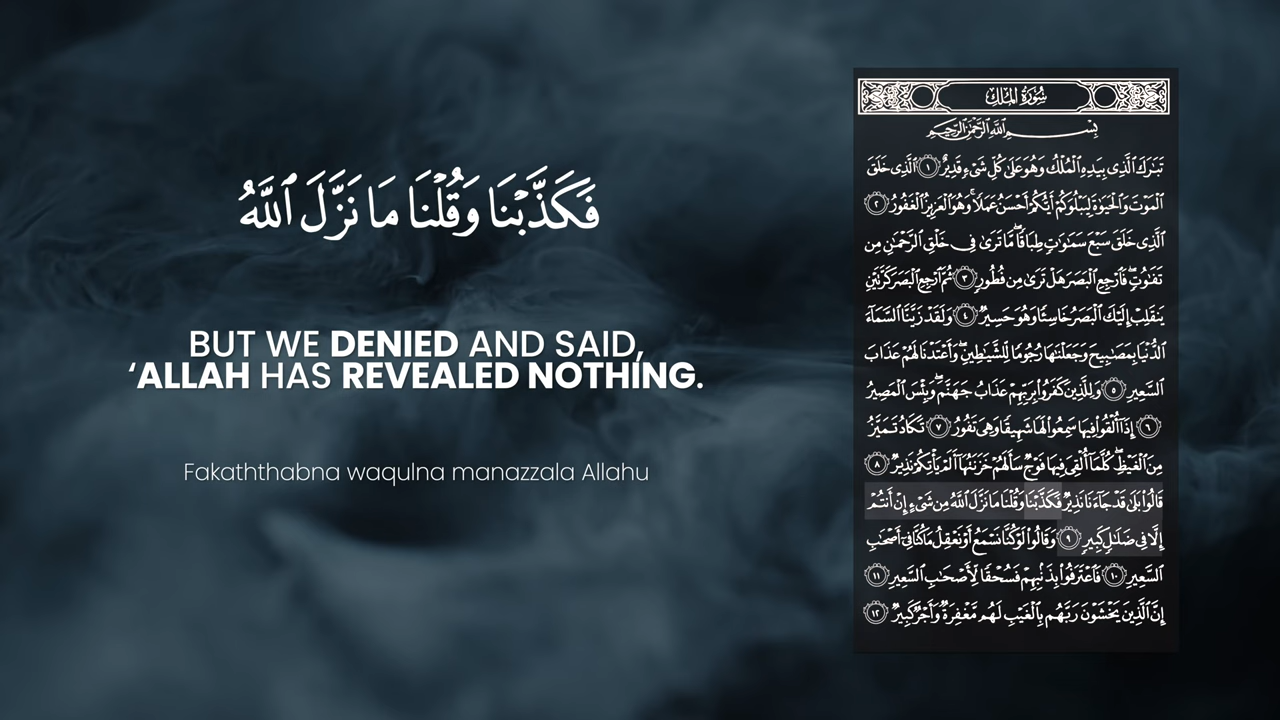 فَكَذَّبْنَا وَقُلْنَا مَا نَزَّلَ ٱللَّهُ
BUT WE DENIED AND SAID,
‘ALLAH HAS REVEALED NOTHING.
Fakaththabna waqulna manazzala Allahu
سُورَةُ المُلْكِ
بِسْمِ اللَّهِ الرَّحْمَٰنِ الرَّحِيمِ
تَبَٰرَكَ ٱلَّذِى بِيَدِهِ ٱلْمُلْكُ وَهُوَ عَلَىٰ كُلِّ شَىْءٍ قَدِيرٌ ١ ٱلَّذِى خَلَقَ
ٱلْمَوْتَ وَٱلْحَيَوٰةَ لِيَبْلُوَكُمْ أَيُّكُمْ أَحْسَنُ عَمَلًا ۚ وَهُوَ ٱلْعَزِيزُ ٱلْغَفُورُ ٢
ٱلَّذِى خَلَقَ سَبْعَ سَمَٰوَٰتٍ طِبَاقًا ۖ مَّا تَرَىٰ فِى خَلْقِ ٱلرَّحْمَٰنِ مِن
تَفَٰوُتٍ ۖ فَٱرْجِعِ ٱلْبَصَرَ هَلْ تَرَىٰ مِن فُطُورٍ ٣ ثُمَّ ٱرْجِعِ ٱلْبَصَرَ كَرَّتَيْنِ
يَنقَلِبْ إِلَيْكَ ٱلْبَصَرُ خَاسِئًا وَهُوَ حَسِيرٌ ٤ وَلَقَدْ زَيَّنَّا ٱلسَّمَآءَ
ٱلدُّنْيَا بِمَصَٰبِيحَ وَجَعَلْنَٰهَا رُجُومًا لِّلشَّيَٰطِينِ ۖ وَأَعْتَدْنَا لَهُمْ عَذَابَ
ٱلسَّعِيرِ ٥ وَلِلَّذِينَ كَفَرُوا۟ بِرَبِّهِمْ عَذَابُ جَهَنَّمَ ۖ وَبِئْسَ ٱلْمَصِيرُ
٦ إِذَآ أُلْقُوا۟ فِيهَا سَمِعُوا۟ لَهَا شَهِيقًا وَهِىَ تَفُورُ ٧ تَكَادُ تَمَيَّزُ
مِنَ ٱلْغَيْظِ ۖ كُلَّمَآ أُلْقِىَ فِيهَا فَوْجٌ سَأَلَهُمْ خَزَنَتُهَآ أَلَمْ يَأْتِكُمْ نَذِيرٌ ٨
قَالُوا۟ بَلَىٰ قَدْ جَآءَنَا نَذِيرٌ فَكَذَّبْنَا وَقُلْنَا مَا نَزَّلَ ٱللَّهُ مِن شَىْءٍ إِنْ أَنتُمْ
إِلَّا فِى ضَلَٰلٍ كَبِيرٍ ٩ وَقَالُوا۟ لَوْ كُنَّا نَسْمَعُ أَوْ نَعْقِلُ مَا كُنَّا فِىٓ أَصْحَٰبِ
ٱلسَّعِيرِ ١٠ فَٱعْتَرَفُوا۟ بِذَنۢبِهِمْ فَسُحْقًا لِّأَصْحَٰبِ ٱلسَّعِيرِ ١١
إِنَّ ٱلَّذِينَ يَخْشَوْنَ رَبَّهُم بِٱلْغَيْبِ لَهُم مَّغْفِرَةٌ وَأَجْرٌ كَبِيرٌ ١٢